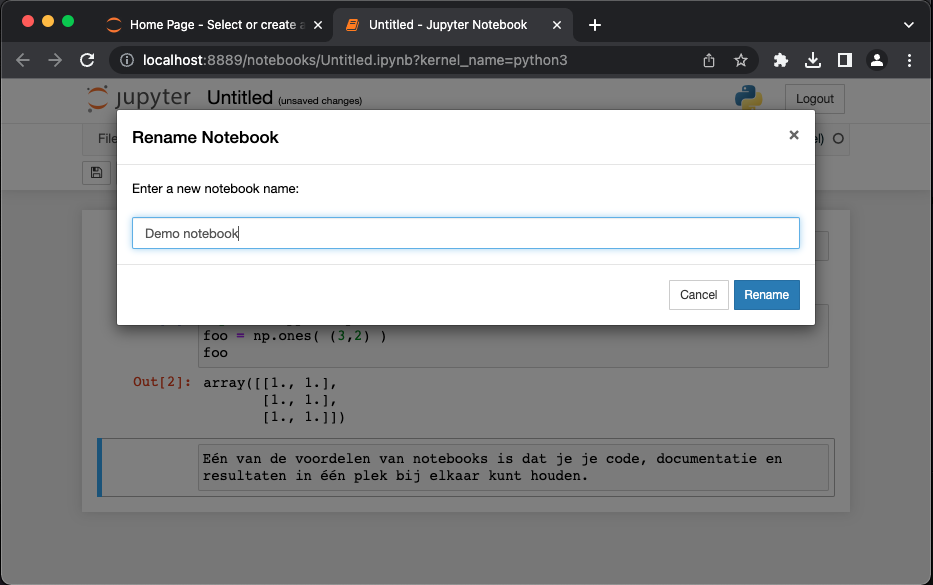 Home Page - Select or create a
Untitled - Jupyter Notebook
localhost:8889/notebooks/Untitled.ipynb?kernel_name=python3
jupyter Untitled (unsaved changes)
Logout
File
Rename Notebook
Enter a new notebook name:
Demo notebook
Cancel
Rename
foo = np.ones( (3,2) )
foo
Out[2]: array([[1., 1.],
[1., 1.],
[1., 1.]])
Eén van de voordelen van notebooks is dat je je code, documentatie en
resultaten in één plek bij elkaar kunt houden.